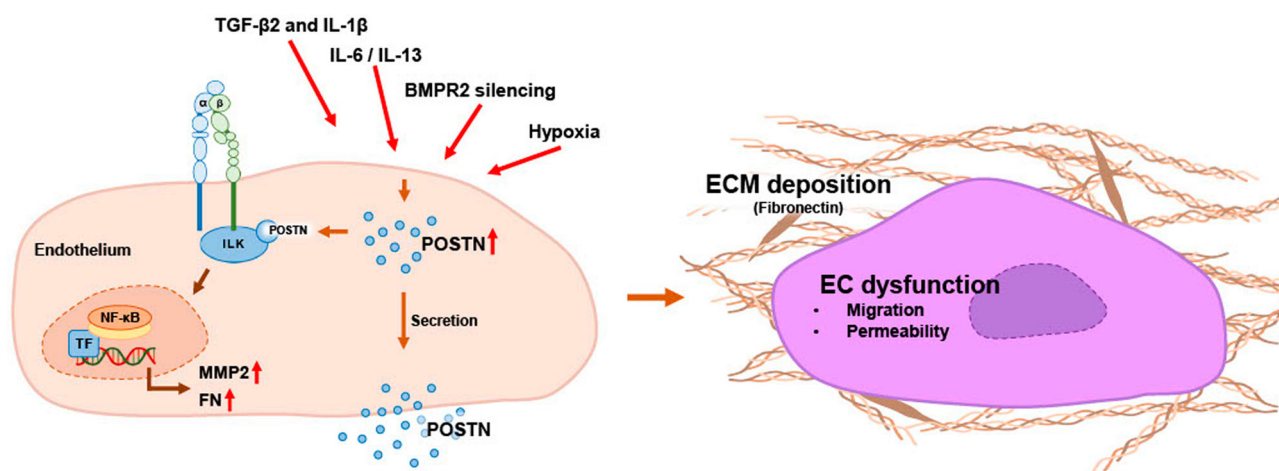 TGF-β2 and IL-1β
IL-6 / IL-13
BMPR2 silencing
Hypoxia
α β
Endothelium
ILK
POSTN
POSTN
Secretion
NF-κB
TF
MMP2
FN
POSTN
ECM deposition
(Fibronectin)
EC dysfunction
• Migration
• Permeability